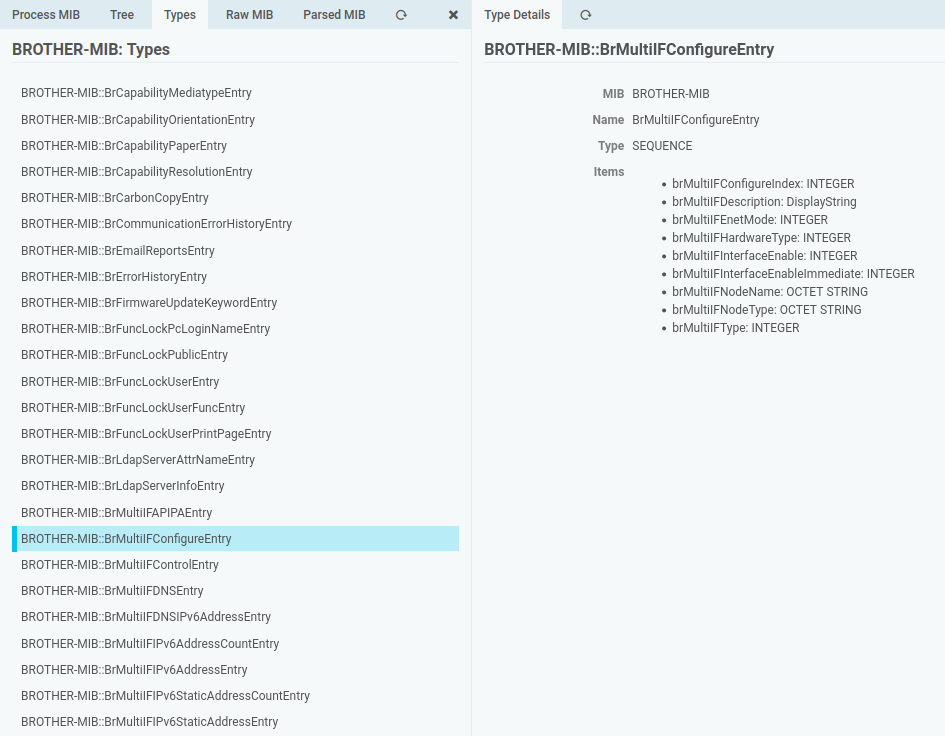 Process MIB Tree Types Raw MIB Parsed MIB
BROTHER-MIB: Types
BROTHER-MIB::BrCapabilityMediatypeEntry
BROTHER-MIB::BrCapabilityOrientationEntry
BROTHER-MIB::BrCapabilityPaperEntry
BROTHER-MIB::BrCapabilityResolutionEntry
BROTHER-MIB::BrCarbonCopyEntry
BROTHER-MIB::BrCommunicationErrorHistoryEntry
BROTHER-MIB::BrEmailReportsEntry
BROTHER-MIB::BrErrorHistoryEntry
BROTHER-MIB::BrFirmwareUpdateKeywordEntry
BROTHER-MIB::BrFuncLockPcLoginNameEntry
BROTHER-MIB::BrFuncLockPublicEntry
BROTHER-MIB::BrFuncLockUserEntry
BROTHER-MIB::BrFuncLockUserFuncEntry
BROTHER-MIB::BrFuncLockUserPrintPageEntry
BROTHER-MIB::BrLdapServerAttrNameEntry
BROTHER-MIB::BrLdapServerInfoEntry
BROTHER-MIB::BrMultiIFAPIPAEntry
BROTHER-MIB::BrMultiIFConfigureEntry
BROTHER-MIB::BrMultiIFControlEntry
BROTHER-MIB::BrMultiIFDNSEntry
BROTHER-MIB::BrMultiIFDNSIPv6AddressEntry
BROTHER-MIB::BrMultiIFIPv6AddressCountEntry
BROTHER-MIB::BrMultiIFIPv6AddressEntry
BROTHER-MIB::BrMultiIFIPv6StaticAddressCountEntry
BROTHER-MIB::BrMultiIFIPv6StaticAddressEntry
Type Details
BROTHER-MIB::BrMultiIFConfigureEntry
MIB BROTHER-MIB
Name BrMultiIFConfigureEntry
Type SEQUENCE
Items
• brMultiIFConfigureIndex: INTEGER
• brMultiIFDescription: DisplayString
• brMultiIFEnetMode: INTEGER
• brMultiIFHardwareType: INTEGER
• brMultiIFInterfaceEnable: INTEGER
• brMultiIFInterfaceEnableImmediate: INTEGER
• brMultiIFNodeName: OCTET STRING
• brMultiIFNodeType: OCTET STRING
• brMultiIFType: INTEGER